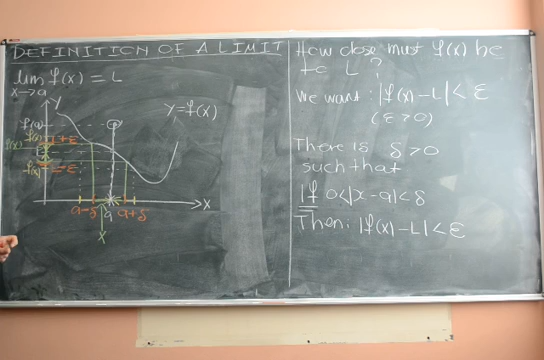 DEFINITION OF A LIMIT
lim f(x) = L
x→a
y
f(a)
f(x)
L+ε
L
L-ε
f(x)
y=f(x)
a-δ
a
a+δ
x
x
How close must f(x) be
to L ?
We want: |f(x)-L|< ε
(ε>0)
There is δ>0
such that
If 0<|x-a|<δ
Then: |f(x)-L|<ε